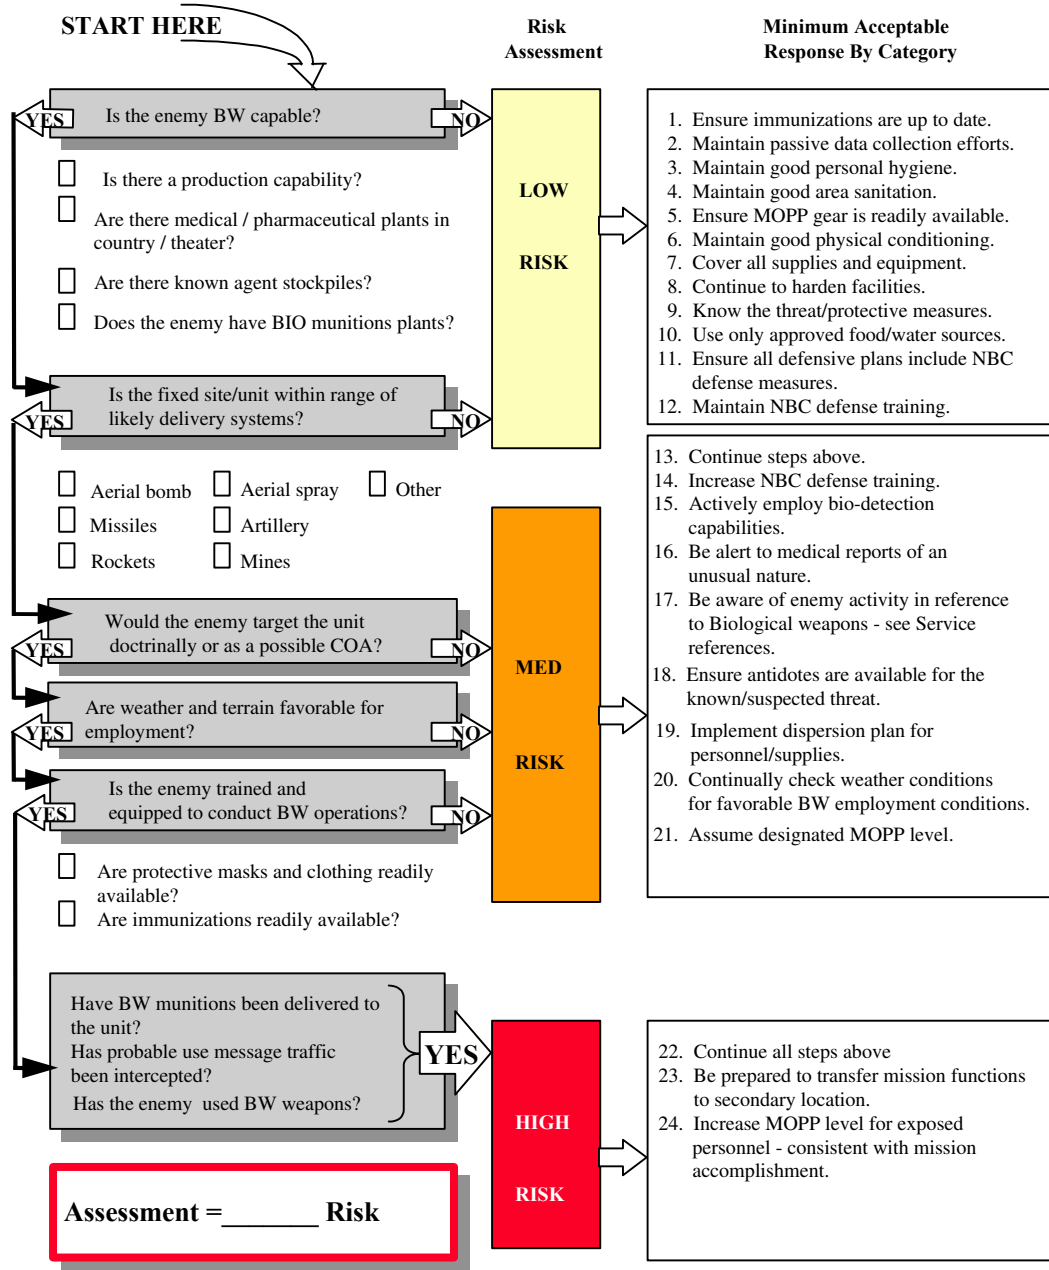 START HERE
Risk
Assessment
Minimum Acceptable
Response By Category
Is the enemy BW capable?
YES
NO
Is there a production capability?
Are there medical / pharmaceutical plants in
country / theater?
Are there known agent stockpiles?
Does the enemy have BIO munitions plants?
Is the fixed site/unit within range of
likely delivery systems?
YES
NO
LOW
RISK
1. Ensure immunizations are up to date.
2. Maintain passive data collection efforts.
3. Maintain good personal hygiene.
4. Maintain good area sanitation.
5. Ensure MOPP gear is readily available.
6. Maintain good physical conditioning.
7. Cover all supplies and equipment.
8. Continue to harden facilities.
9. Know the threat/protective measures.
10. Use only approved food/water sources.
11. Ensure all defensive plans include NBC
defense measures.
12. Maintain NBC defense training.
Aerial bomb
Aerial spray
Other
Missiles
Artillery
Rockets
Mines
Would the enemy target the unit
doctrinally or as a possible COA?
YES
NO
Are weather and terrain favorable for
employment?
YES
NO
Is the enemy trained and
equipped to conduct BW operations?
YES
NO
Are protective masks and clothing readily
available?
Are immunizations readily available?
MED
RISK
13. Continue steps above.
14. Increase NBC defense training.
15. Actively employ bio-detection
capabilities.
16. Be alert to medical reports of an
unusual nature.
17. Be aware of enemy activity in reference
to Biological weapons - see Service
references.
18. Ensure antidotes are available for the
known/suspected threat.
19. Implement dispersion plan for
personnel/supplies.
20. Continually check weather conditions
for favorable BW employment conditions.
21. Assume designated MOPP level.
Have BW munitions been delivered to
the unit?
Has probable use message traffic
been intercepted?
Has the enemy used BW weapons?
YES
HIGH
RISK
22. Continue all steps above
23. Be prepared to transfer mission functions
to secondary location.
24. Increase MOPP level for exposed
personnel - consistent with mission
accomplishment.
Assessment =_______ Risk